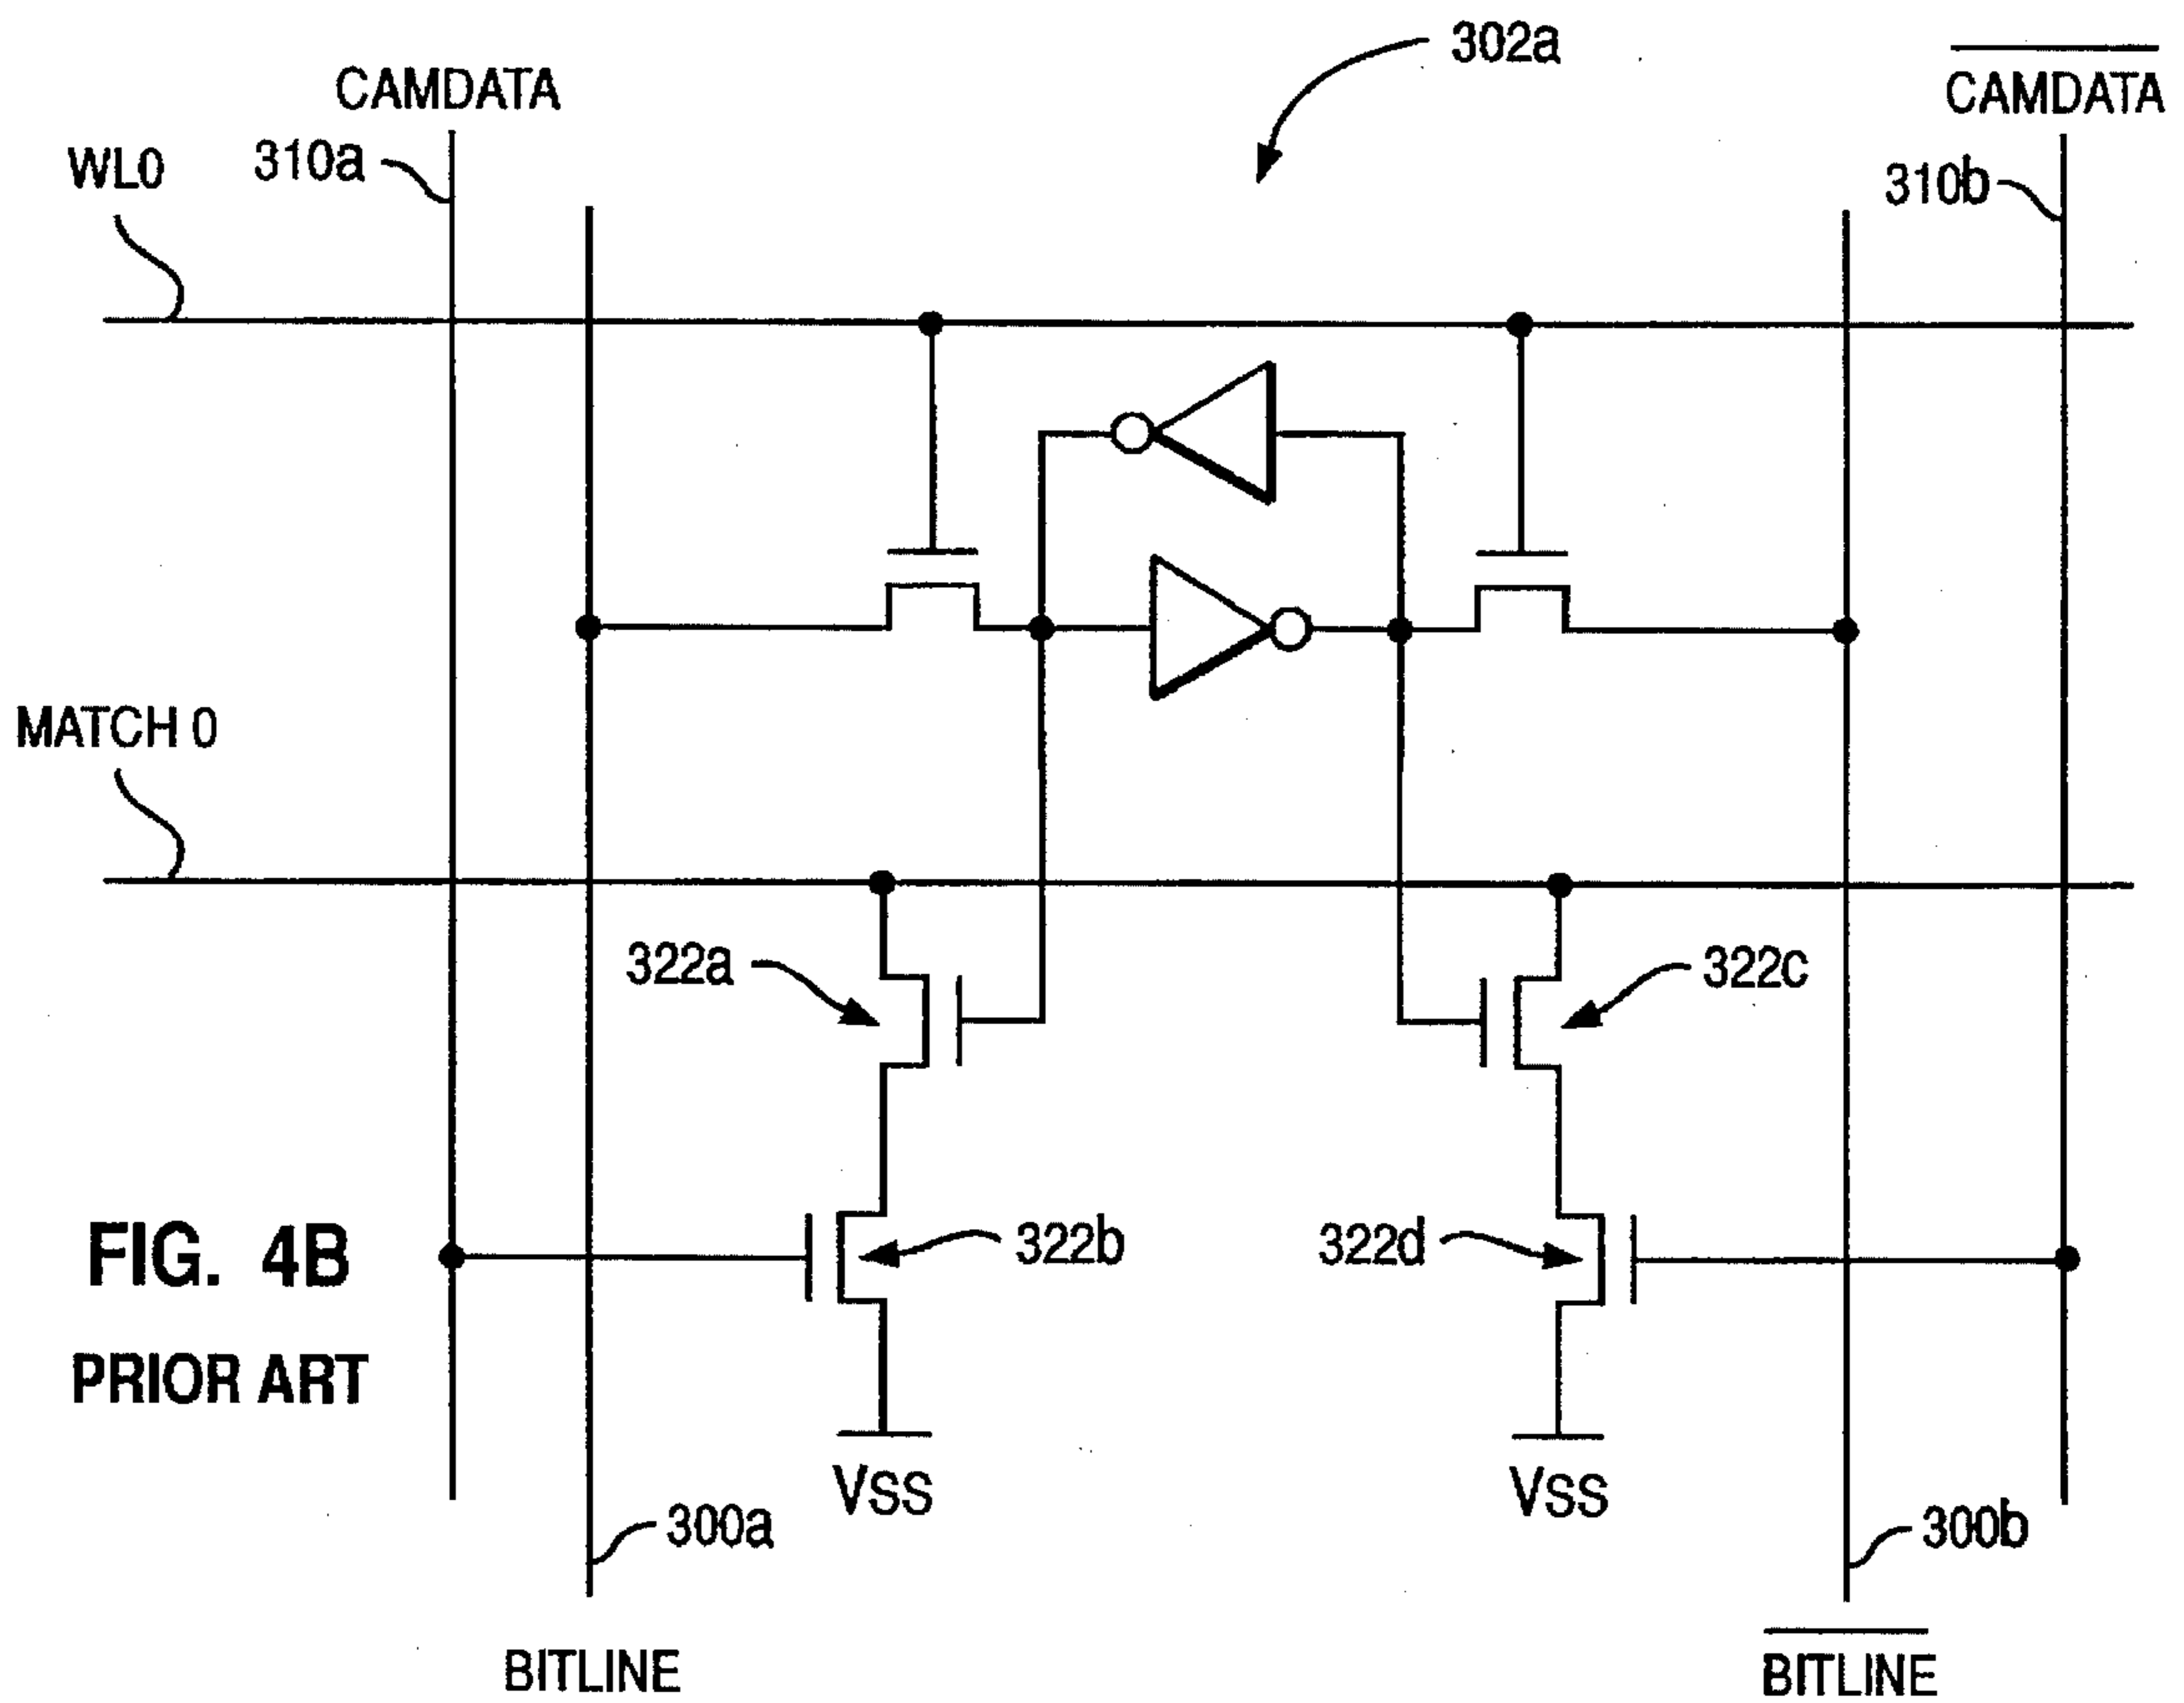 302a
CAMDATA
CAMDATA
WL0
310a
310b
MATCH 0
322a
322c
FIG. 4B
322b
322d
PRIOR ART
VSS
VSS
300a
300b
BITLINE
BITLINE